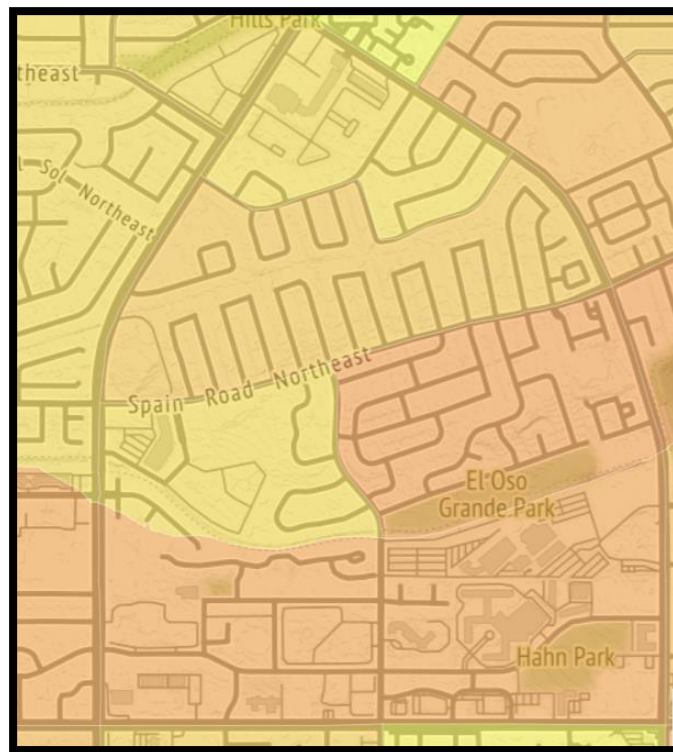 Hills Park
theast
l Sol Northeast
Spain Road Northeast
El Oso
Grande Park
Hahn Park